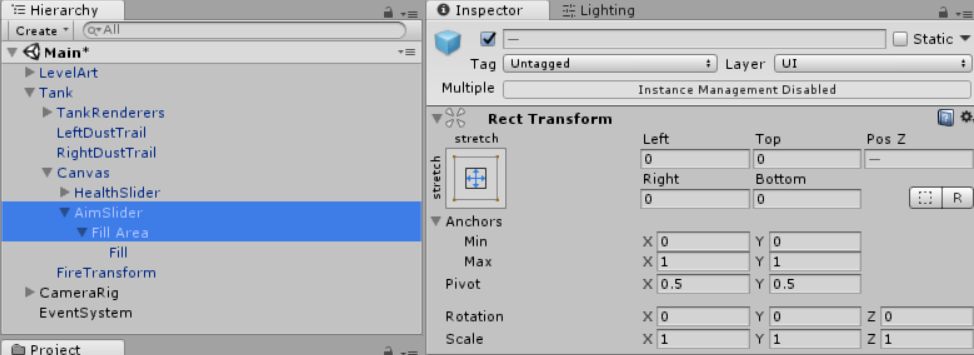 Hierarchy
Create All
Main*
LevelArt
Tank
TankRenderers
LeftDustTrail
RightDustTrail
Canvas
HealthSlider
AimSlider
Fill Area
Fill
FireTransform
CameraRig
EventSystem
Project
Inspector Lighting
— Static
Tag Untagged Layer UI
Multiple Instance Management Disabled
Rect Transform
stretch Left Top Pos Z
stretch
0 0 —
Right Bottom
0 0 R
Anchors
Min X 0 Y 0
Max X 1 Y 1
Pivot X 0.5 Y 0.5
Rotation X 0 Y 0 Z 0
Scale X 1 Y 1 Z 1